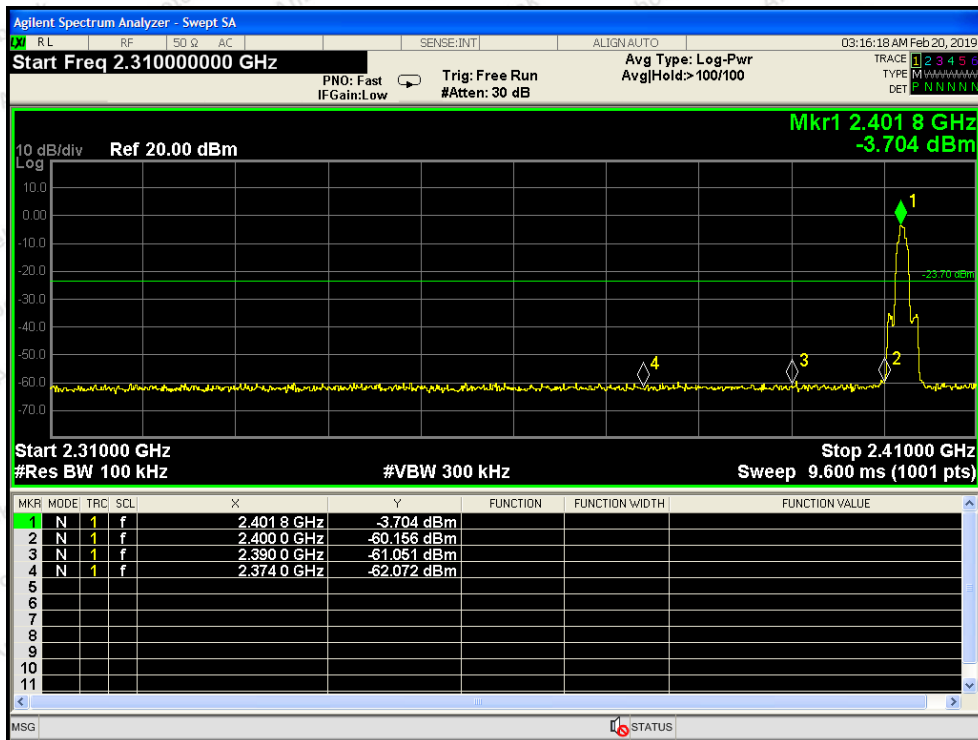 Agilent Spectrum Analyzer - Swept SA
LXI RL RF 50 Ω AC SENSE:INT ALIGN AUTO 03:16:18 AM Feb 20, 2019
Start Freq 2.310000000 GHz
PNO: Fast
IFGain:Low
Trig: Free Run
#Atten: 30 dB
Avg Type: Log-Pwr
Avg|Hold:>100/100
TRACE 1 2 3 4 5 6
TYPE M WWWWW
DET P N N N N N
Mkr1 2.401 8 GHz
-3.704 dBm
10 dB/div Ref 20.00 dBm
Log
10.0
0.00
-10.0
-20.0
-30.0
-40.0
-50.0
-60.0
-70.0
1
-23.70 dBm
4
3
2
Start 2.31000 GHz Stop 2.41000 GHz
#Res BW 100 kHz #VBW 300 kHz Sweep 9.600 ms (1001 pts)
MKR MODE TRC SCL X Y FUNCTION FUNCTION WIDTH FUNCTION VALUE
1 N 1 f 2.401 8 GHz -3.704 dBm
2 N 1 f 2.400 0 GHz -60.156 dBm
3 N 1 f 2.390 0 GHz -61.051 dBm
4 N 1 f 2.374 0 GHz -62.072 dBm
5
6
7
8
9
10
11
MSG STATUS